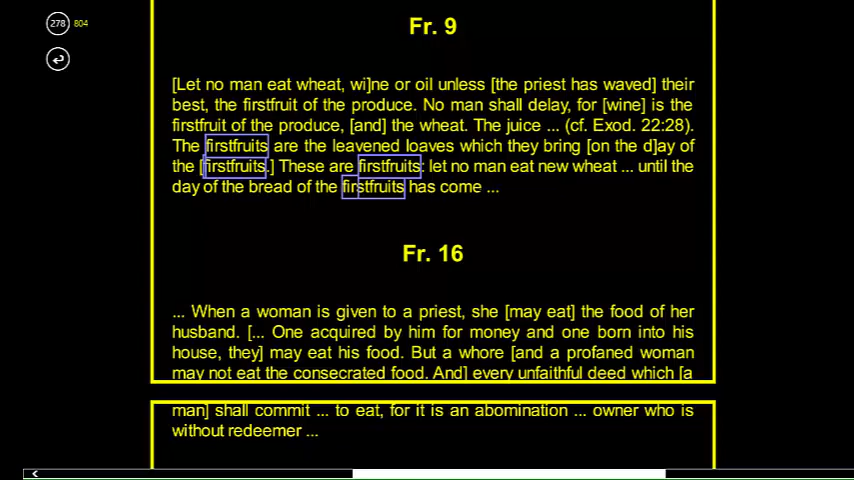 278 804
Fr. 9
[Let no man eat wheat, wi]ne or oil unless [the priest has waved] their
best, the firstfruit of the produce. No man shall delay, for [wine] is the
firstfruit of the produce, [and] the wheat. The juice ... (cf. Exod. 22:28).
The firstfruits are the leavened loaves which they bring [on the d]ay of
the [firstfruits.] These are firstfruits: let no man eat new wheat ... until the
day of the bread of the firstfruits has come ...
Fr. 16
... When a woman is given to a priest, she [may eat] the food of her
husband. [... One acquired by him for money and one born into his
house, they] may eat his food. But a whore [and a profaned woman
may not eat the consecrated food. And] every unfaithful deed which [a
man] shall commit ... to eat, for it is an abomination ... owner who is
without redeemer ...